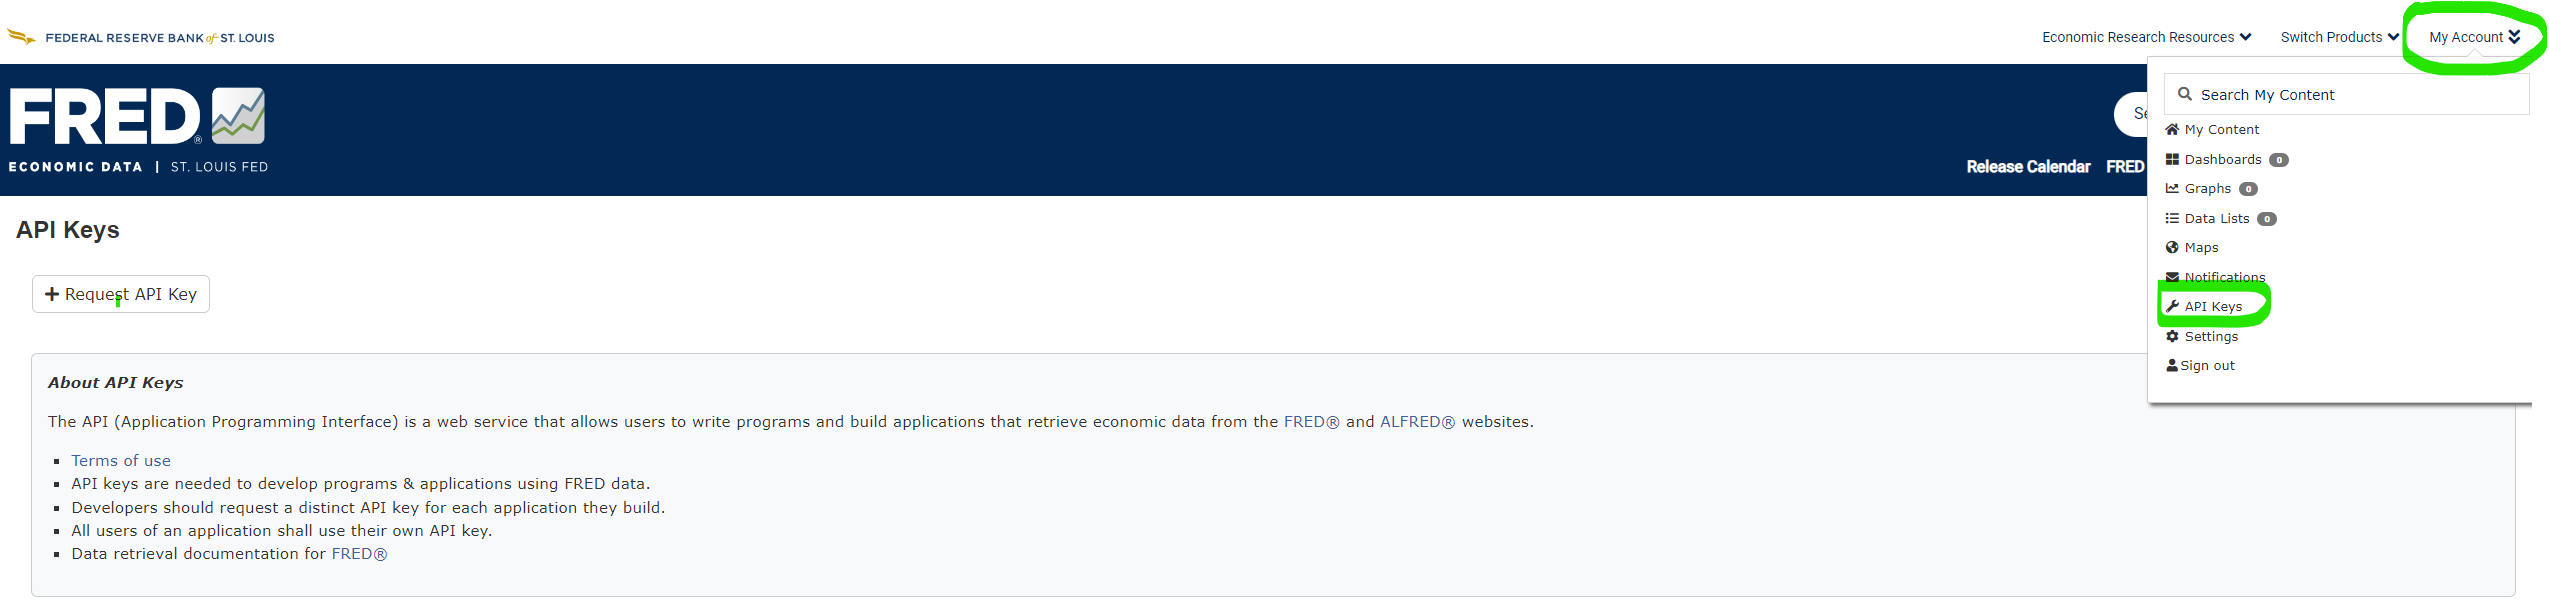 FEDERAL RESERVE BANK of ST. LOUIS
Economic Research Resources
Switch Products
My Account
FRED®
ECONOMIC DATA | ST. LOUIS FED
Release Calendar
FRED
Search My Content
My Content
Dashboards 0
Graphs 0
Data Lists 0
Maps
Notifications
API Keys
Settings
Sign out
API Keys
Request API Key
About API Keys
The API (Application Programming Interface) is a web service that allows users to write programs and build applications that retrieve economic data from the FRED® and ALFRED® websites.
Terms of use
API keys are needed to develop programs & applications using FRED data.
Developers should request a distinct API key for each application they build.
All users of an application shall use their own API key.
Data retrieval documentation for FRED®